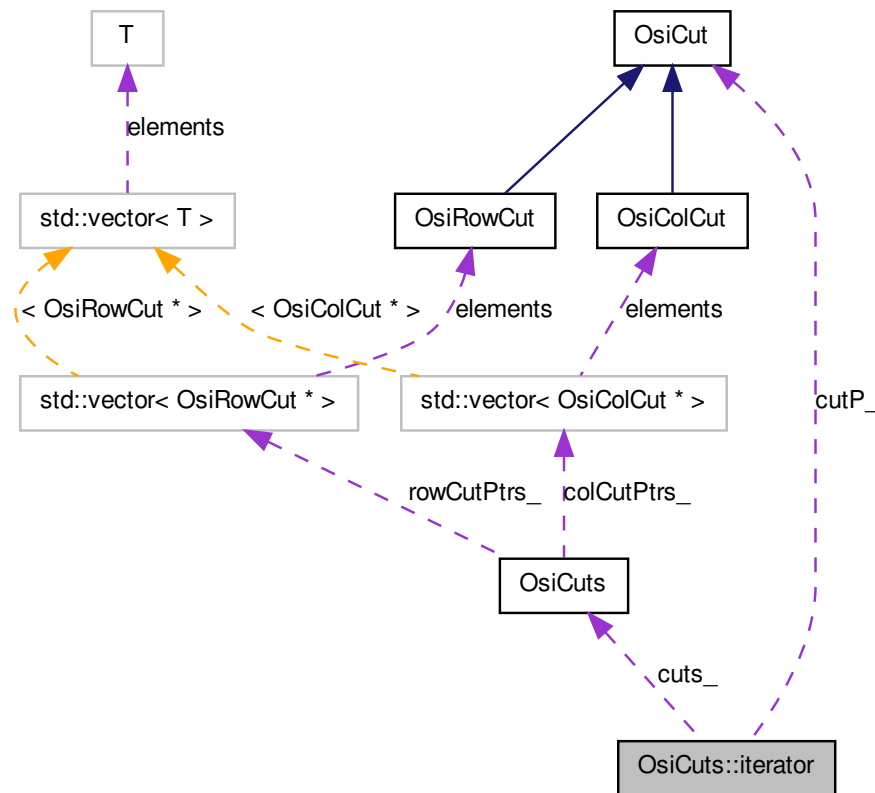 T
OsiCut
elements
std::vector< T >
OsiRowCut
OsiColCut
< OsiRowCut * >
< OsiColCut * >
elements
elements
std::vector< OsiRowCut * >
std::vector< OsiColCut * >
cutP_
rowCutPtrs_
colCutPtrs_
OsiCuts
cuts_
OsiCuts::iterator